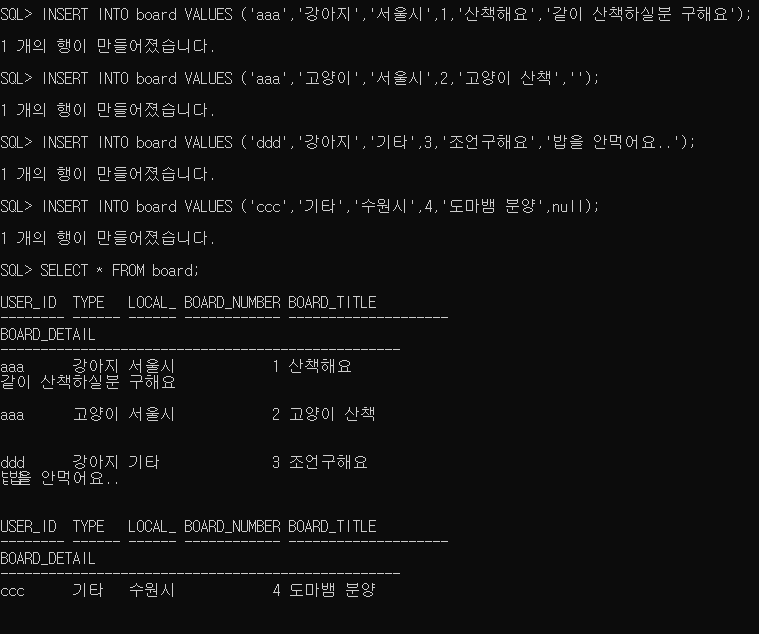 SQL> INSERT INTO board VALUES ('aaa','강아지','서울시',1,'산책해요','같이 산책하실분 구해요');
1 개의 행이 만들어졌습니다.
SQL> INSERT INTO board VALUES ('aaa','고양이','서울시',2,'고양이 산책','');
1 개의 행이 만들어졌습니다.
SQL> INSERT INTO board VALUES ('ddd','강아지','기타',3,'조언구해요','밥을 안먹어요..');
1 개의 행이 만들어졌습니다.
SQL> INSERT INTO board VALUES ('ccc','기타','수원시',4,'도마뱀 분양',null);
1 개의 행이 만들어졌습니다.
SQL> SELECT * FROM board;
USER_ID TYPE LOCAL_ BOARD_NUMBER BOARD_TITLE
-------- ------ ------ ------------ --------------------
BOARD_DETAIL
--------------------------------------------------
aaa 강아지 서울시 1 산책해요
같이 산책하실분 구해요
aaa 고양이 서울시 2 고양이 산책
ddd 강아지 기타 3 조언구해요
밥을 안먹어요..
USER_ID TYPE LOCAL_ BOARD_NUMBER BOARD_TITLE
-------- ------ ------ ------------ --------------------
BOARD_DETAIL
--------------------------------------------------
ccc 기타 수원시 4 도마뱀 분양